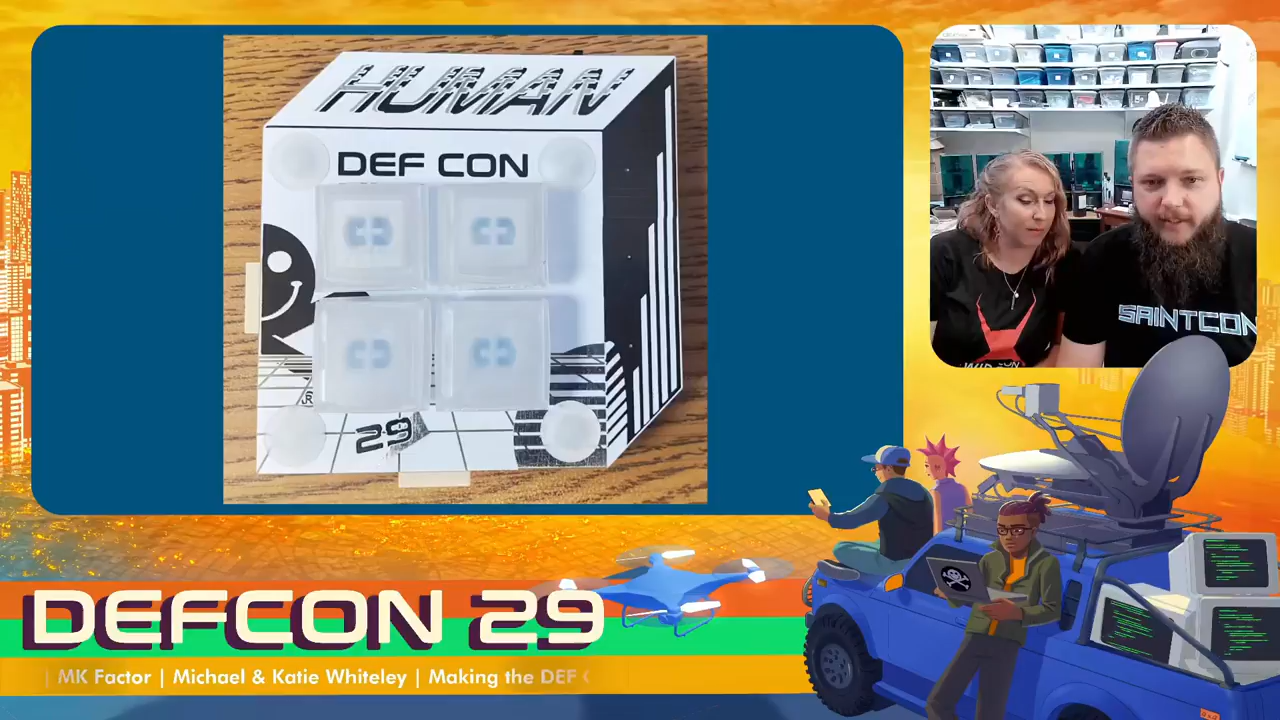 HUMAN
DEF CON
29
SAINTCON
DEFCON 29
| MK Factor | Michael & Katie Whiteley | Making the DEF